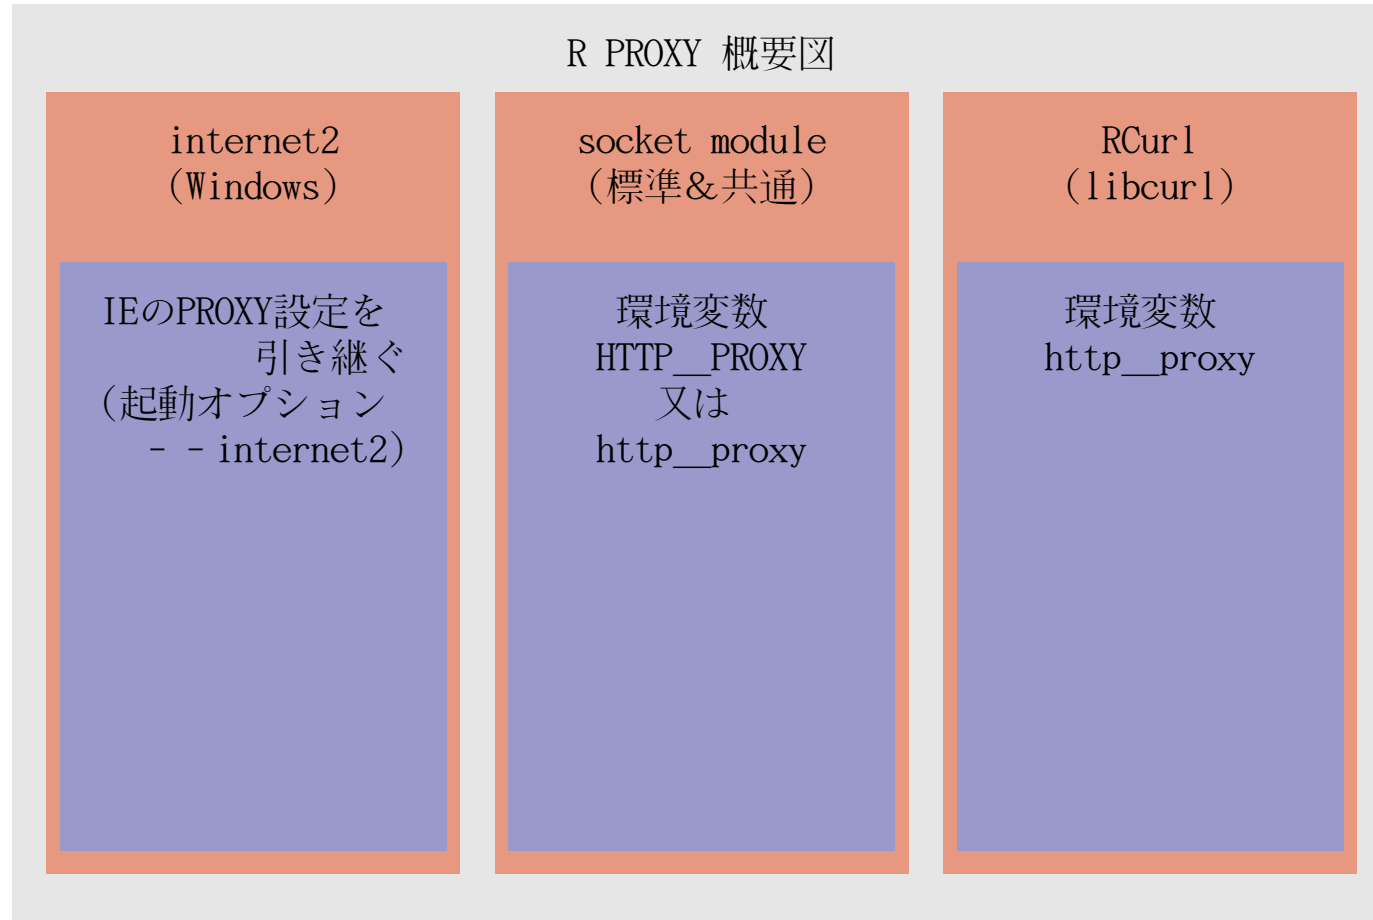 R PROXY 概要図
internet2
(Windows)
IEのPROXY設定を
引き継ぐ
(起動オプション
--internet2)
socket module
(標準&共通)
環境変数
HTTP__PROXY
又は
http__proxy
RCurl
(libcurl)
環境変数
http__proxy